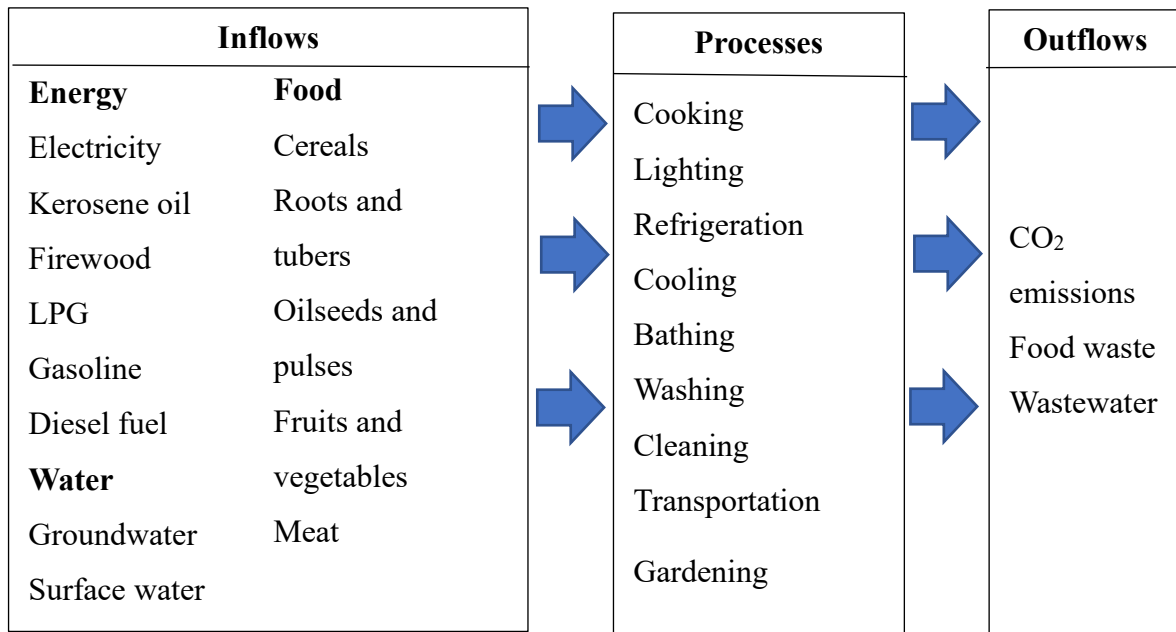 Inflows
Energy
Electricity
Kerosene oil
Firewood
LPG
Gasoline
Diesel fuel
Water
Groundwater
Surface water
Food
Cereals
Roots and
tubers
Oilseeds and
pulses
Fruits and
vegetables
Meat
Processes
Cooking
Lighting
Refrigeration
Cooling
Bathing
Washing
Cleaning
Transportation
Gardening
Outflows
CO₂
emissions
Food waste
Wastewater